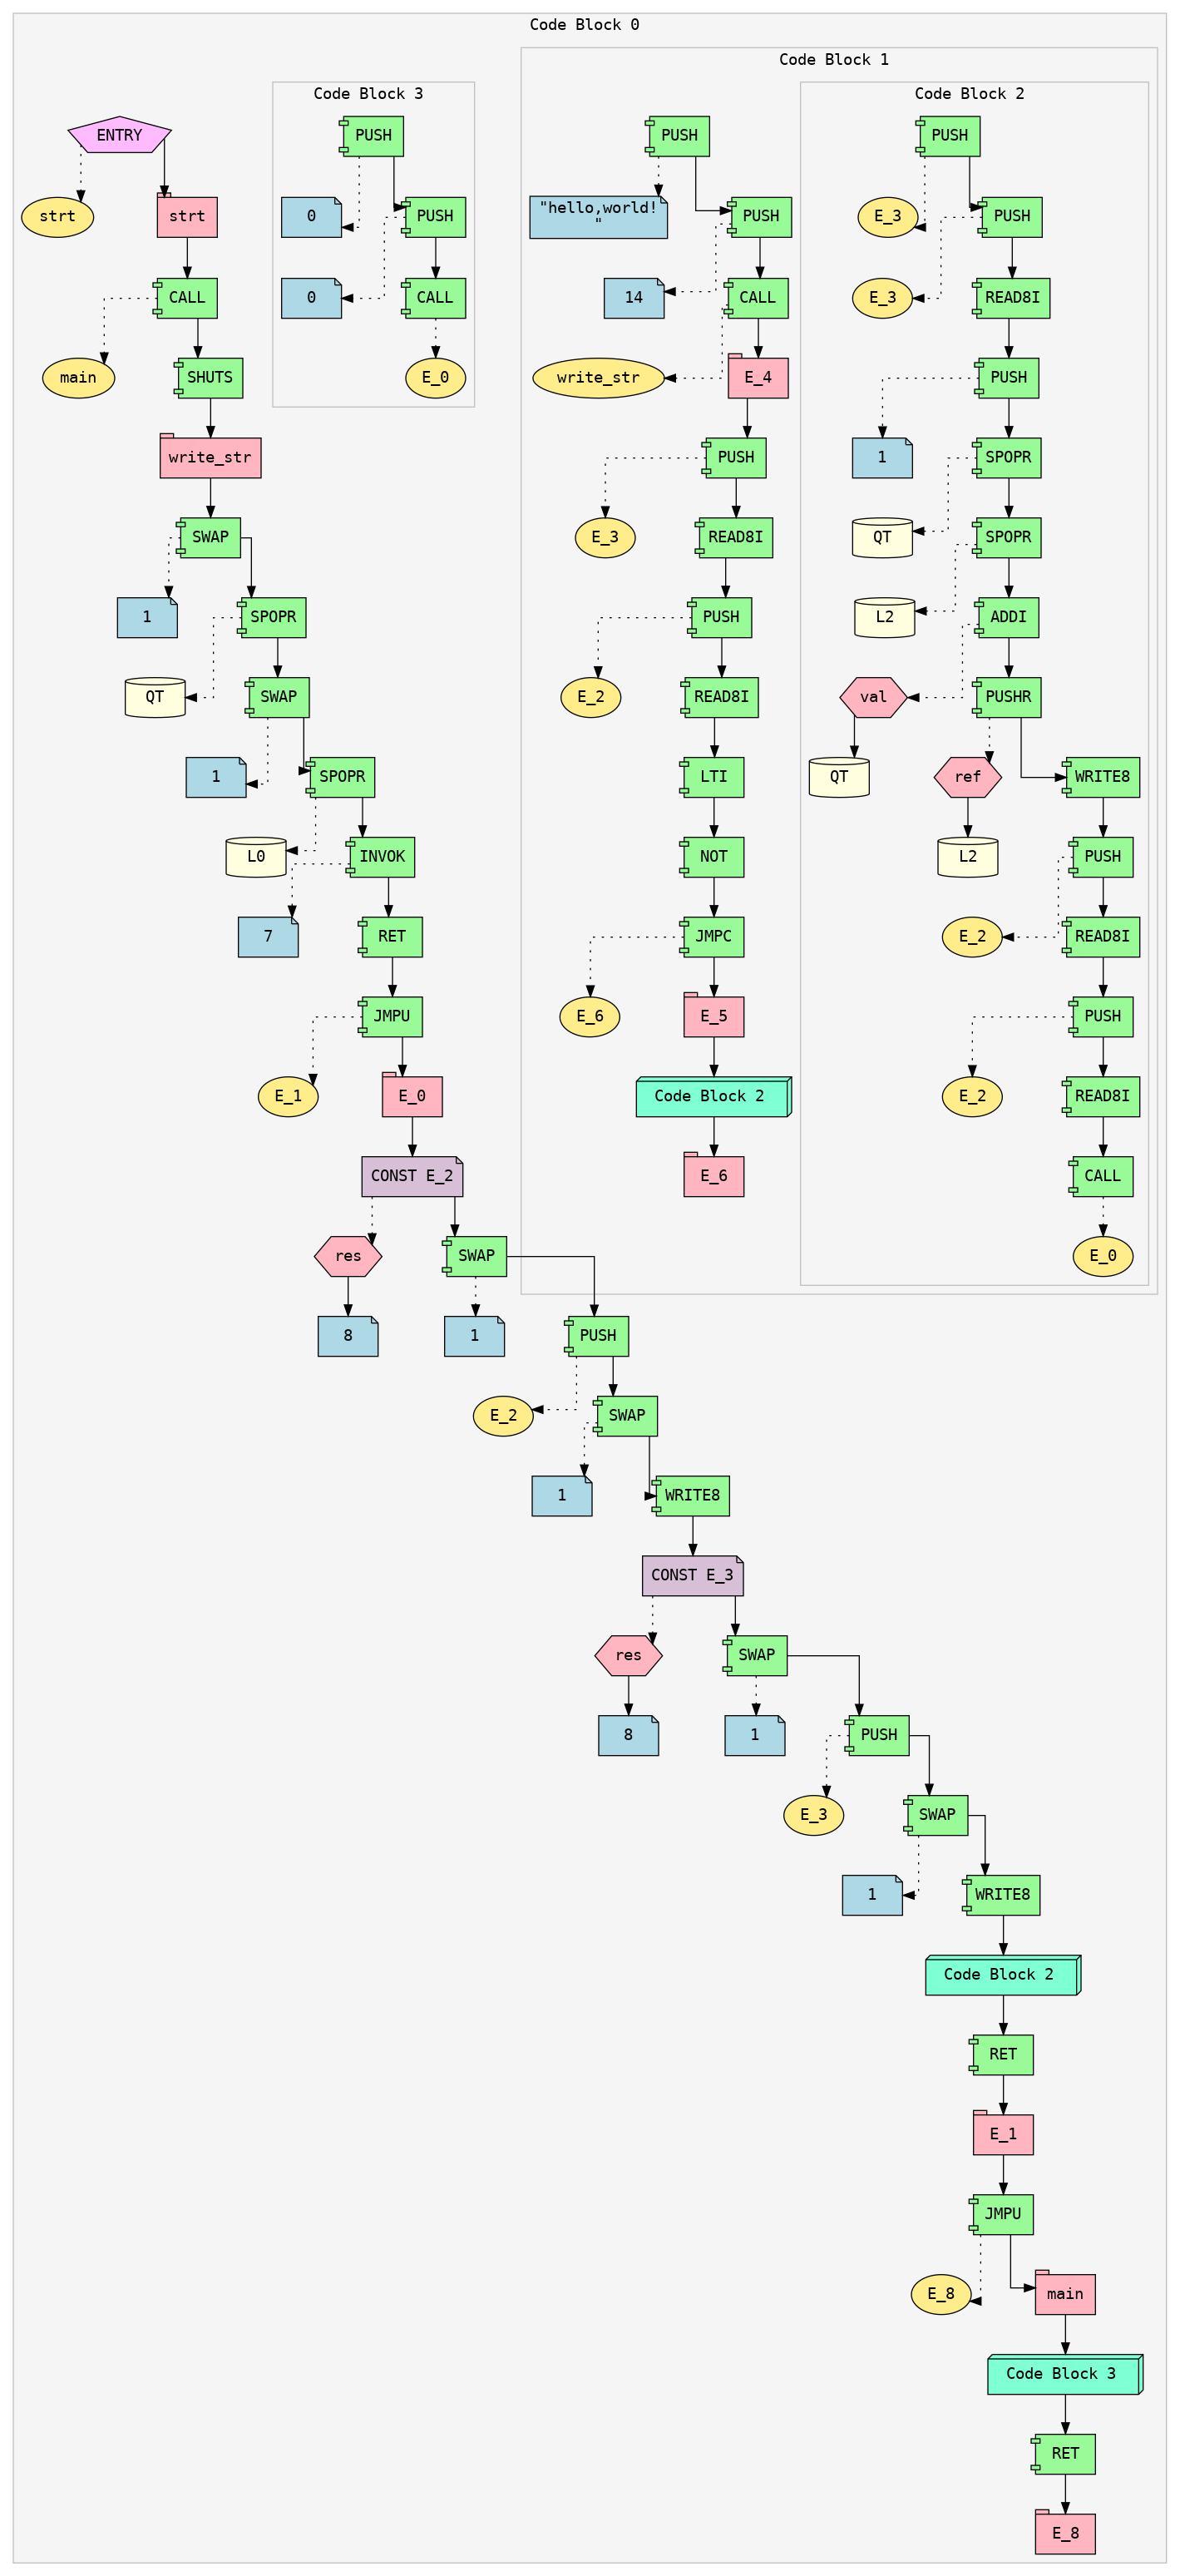 Code Block 0
Code Block 1
Code Block 3
Code Block 2
ENTRY
PUSH
PUSH
PUSH
strt
strt
0
PUSH
"hello,world!
"
PUSH
E_3
PUSH
CALL
0
CALL
14
CALL
E_3
READ8I
main
SHUTS
E_0
write_str
E_4
PUSH
write_str
PUSH
1
SPOPR
SWAP
E_3
READ8I
QT
SPOPR
1
SPOPR
PUSH
L2
ADDI
QT
SWAP
E_2
READ8I
val
PUSHR
1
SPOPR
LTI
QT
ref
WRITE8
L0
INVOK
NOT
L2
PUSH
7
RET
JMPC
E_2
READ8I
JMPU
E_6
E_5
PUSH
E_1
E_0
Code Block 2
E_2
READ8I
CONST E_2
E_6
CALL
res
SWAP
E_0
8
1
PUSH
E_2
SWAP
1
WRITE8
CONST E_3
res
SWAP
8
1
PUSH
E_3
SWAP
1
WRITE8
Code Block 2
RET
E_1
JMPU
E_8
main
Code Block 3
RET
E_8